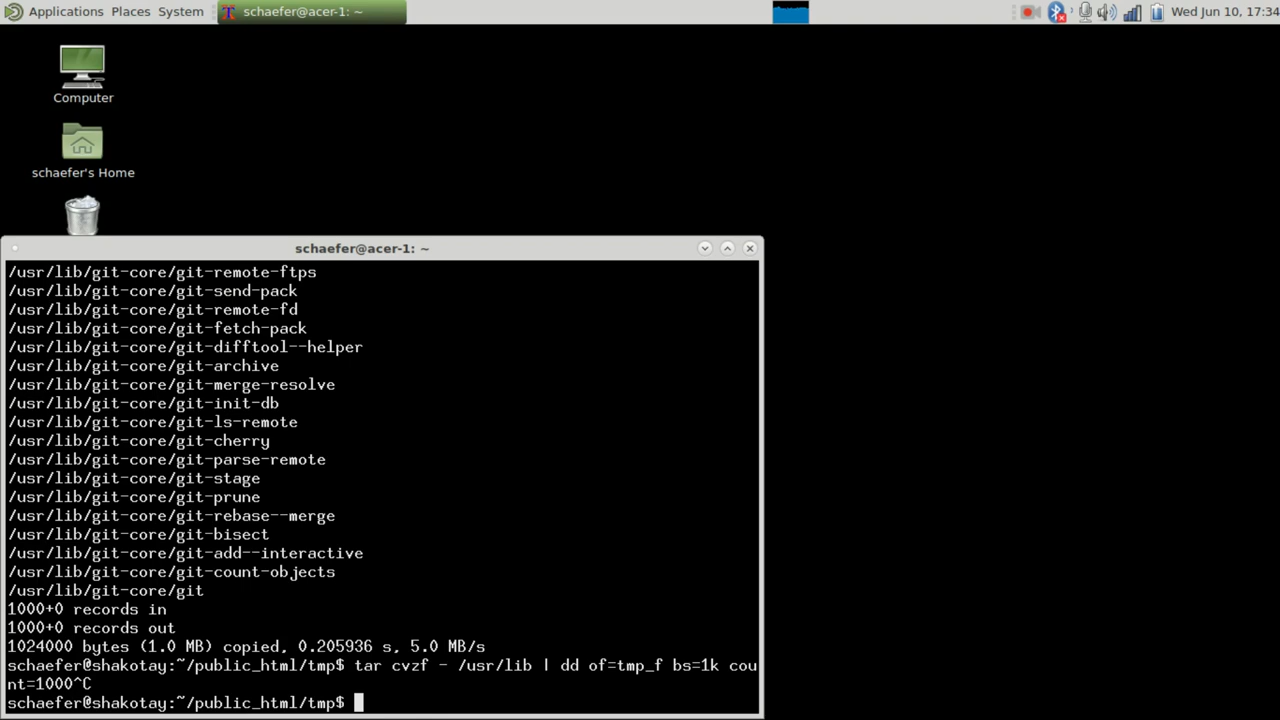 Applications Places System schaefer@acer-1: ~ Wed Jun 10, 17:34
Computer
schaefer's Home
schaefer@acer-1: ~
/usr/lib/git-core/git-remote-ftps
/usr/lib/git-core/git-send-pack
/usr/lib/git-core/git-remote-fd
/usr/lib/git-core/git-fetch-pack
/usr/lib/git-core/git-difftool--helper
/usr/lib/git-core/git-archive
/usr/lib/git-core/git-merge-resolve
/usr/lib/git-core/git-init-db
/usr/lib/git-core/git-ls-remote
/usr/lib/git-core/git-cherry
/usr/lib/git-core/git-parse-remote
/usr/lib/git-core/git-stage
/usr/lib/git-core/git-prune
/usr/lib/git-core/git-rebase--merge
/usr/lib/git-core/git-bisect
/usr/lib/git-core/git-add--interactive
/usr/lib/git-core/git-count-objects
/usr/lib/git-core/git
1000+0 records in
1000+0 records out
1024000 bytes (1.0 MB) copied, 0.205936 s, 5.0 MB/s
schaefer@shakotay:~/public_html/tmp$ tar cvzf - /usr/lib | dd of=tmp_f bs=1k cou
nt=1000^C
schaefer@shakotay:~/public_html/tmp$